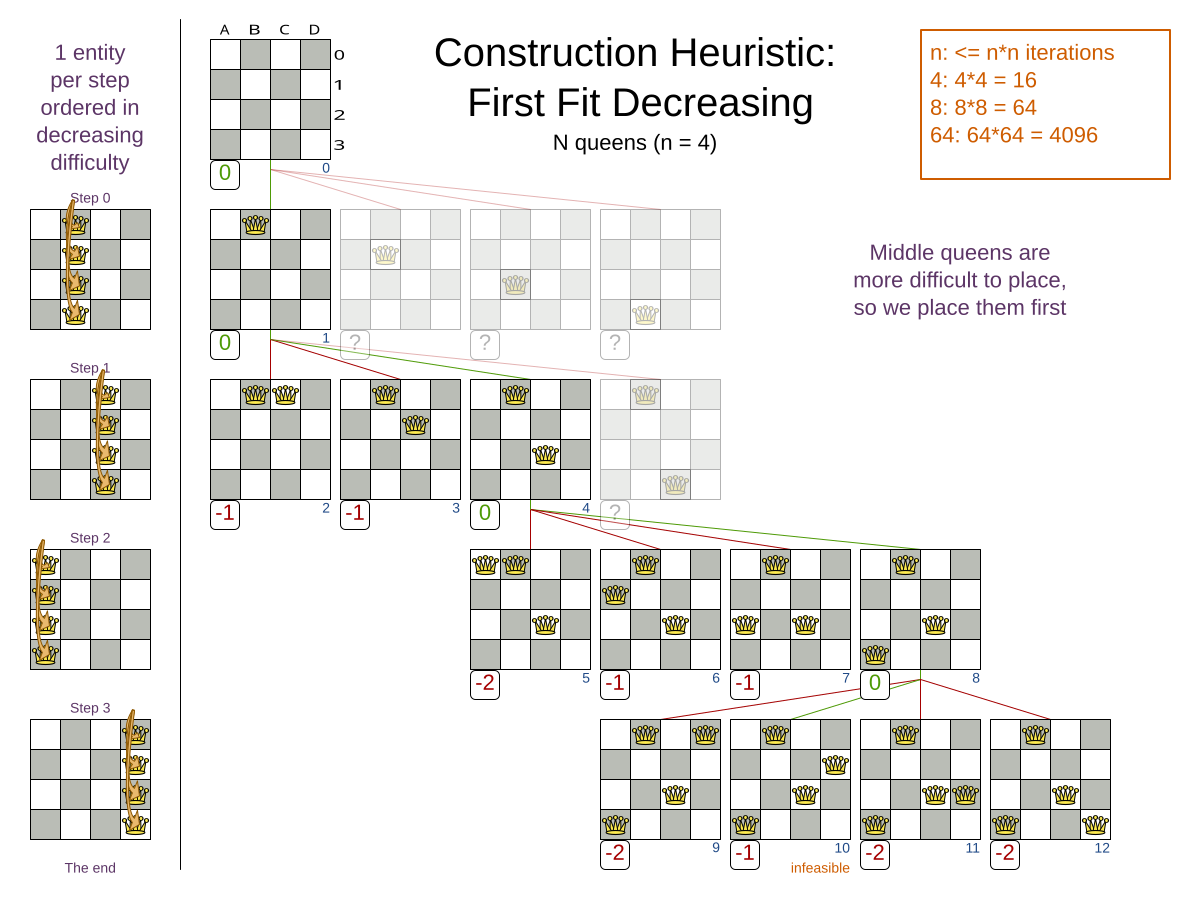 1 entity
per step
ordered in
decreasing
difficulty
A B C D
0
1
2
3
Construction Heuristic:
First Fit Decreasing
N queens (n = 4)
n: <= n*n iterations
4: 4*4 = 16
8: 8*8 = 64
64: 64*64 = 4096
0 0
Step 0
Middle queens are
more difficult to place,
so we place them first
0 1 ? ? ?
Step 1
-1 2 -1 3 0 4 ?
Step 2
-2 5 -1 6 -1 7 0 8
Step 3
-2 9 -1 10 -2 11 -2 12
The end
infeasible